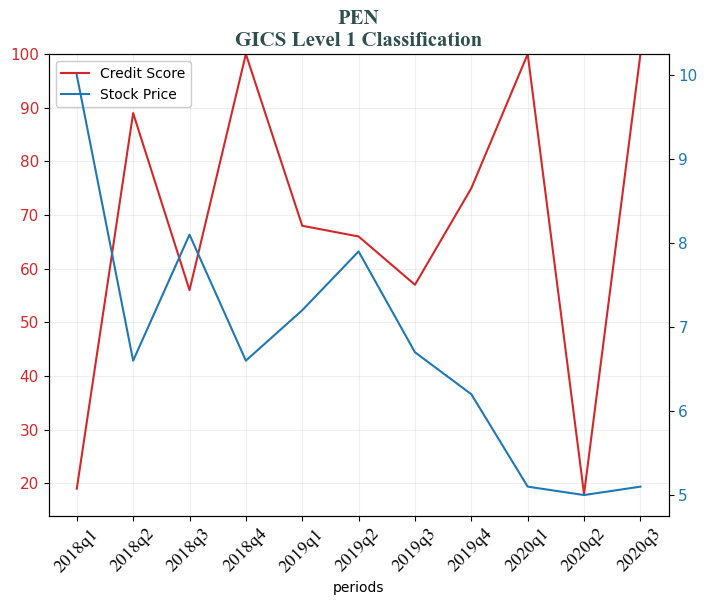 PEN
GICS Level 1 Classification
Credit Score
Stock Price
100
90
80
70
60
50
40
30
20
10
9
8
7
6
5
2018q1
2018q2
2018q3
2018q4
2019q1
2019q2
2019q3
2019q4
2020q1
2020q2
2020q3
periods